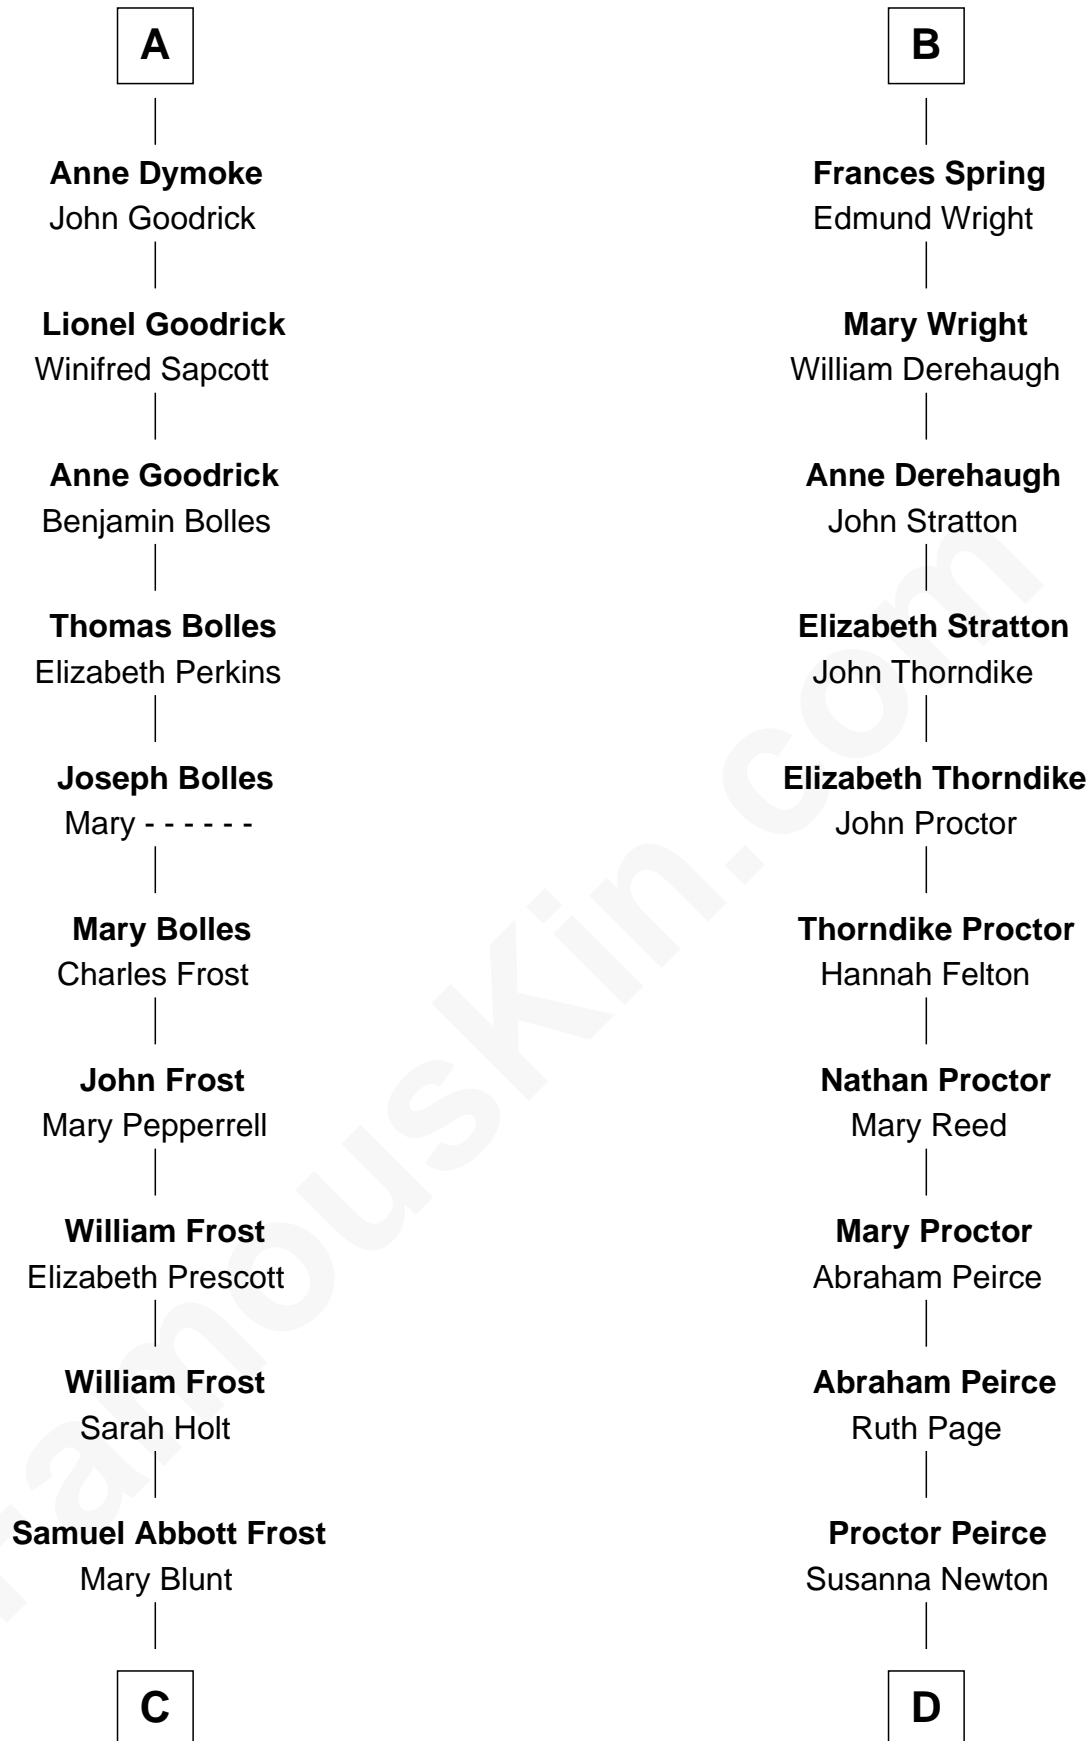 A
Anne Dymoke
John Goodrick
Lionel Goodrick
Winifred Sapcott
Anne Goodrick
Benjamin Bolles
Thomas Bolles
Elizabeth Perkins
Joseph Bolles
Mary - - - - - -
Mary Bolles
Charles Frost
John Frost
Mary Pepperrell
William Frost
Elizabeth Prescott
William Frost
Sarah Holt
Samuel Abbott Frost
Mary Blunt
C
B
Frances Spring
Edmund Wright
Mary Wright
William Derehaugh
Anne Derehaugh
John Stratton
Elizabeth Stratton
John Thorndike
Elizabeth Thorndike
John Proctor
Thorndike Proctor
Hannah Felton
Nathan Proctor
Mary Reed
Mary Proctor
Abraham Peirce
Abraham Peirce
Ruth Page
Proctor Peirce
Susanna Newton
D
FamousKin.com